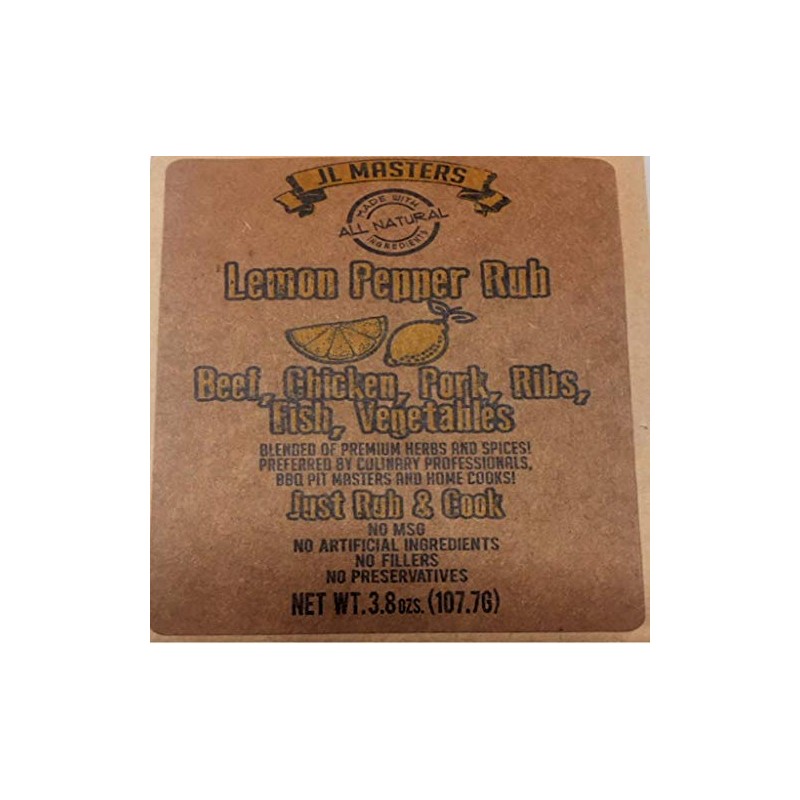 JL MASTERS
MADE WITH
ALL NATURAL
INGREDIENTS
Lemon Pepper Rub
Beef, Chicken, Pork, Ribs,
Fish, Vegetables
BLENDED OF PREMIUM HERBS AND SPICES!
PREFERRED BY CULINARY PROFESSIONALS,
BBQ PIT MASTERS AND HOME COOKS!
Just Rub & Cook
NO MSG
NO ARTIFICIAL INGREDIENTS
NO FILLERS
NO PRESERVATIVES
NET WT. 3.8 OZS. (107.7G)